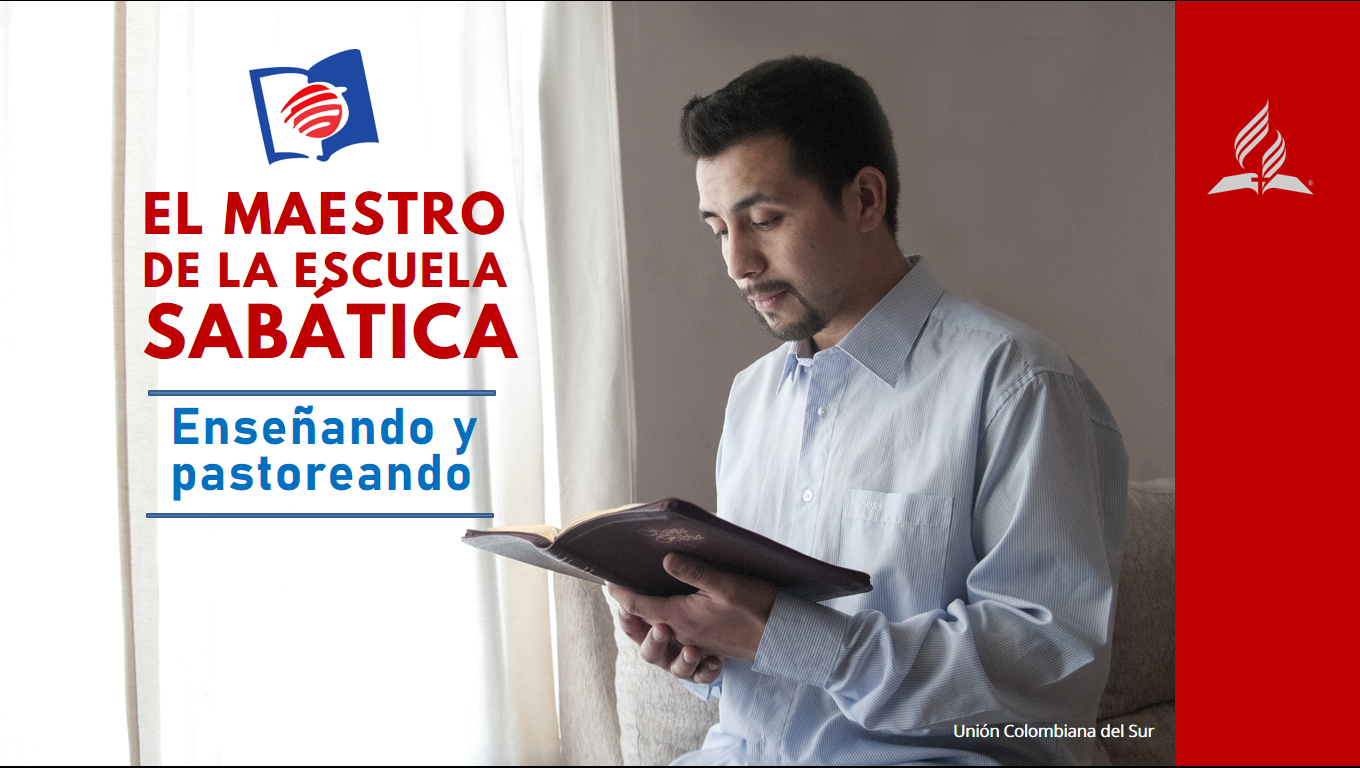 EL MAESTRO
DE LA ESCUELA
SABÁTICA
Enseñando y
pastoreando
Unión Colombiana del Sur